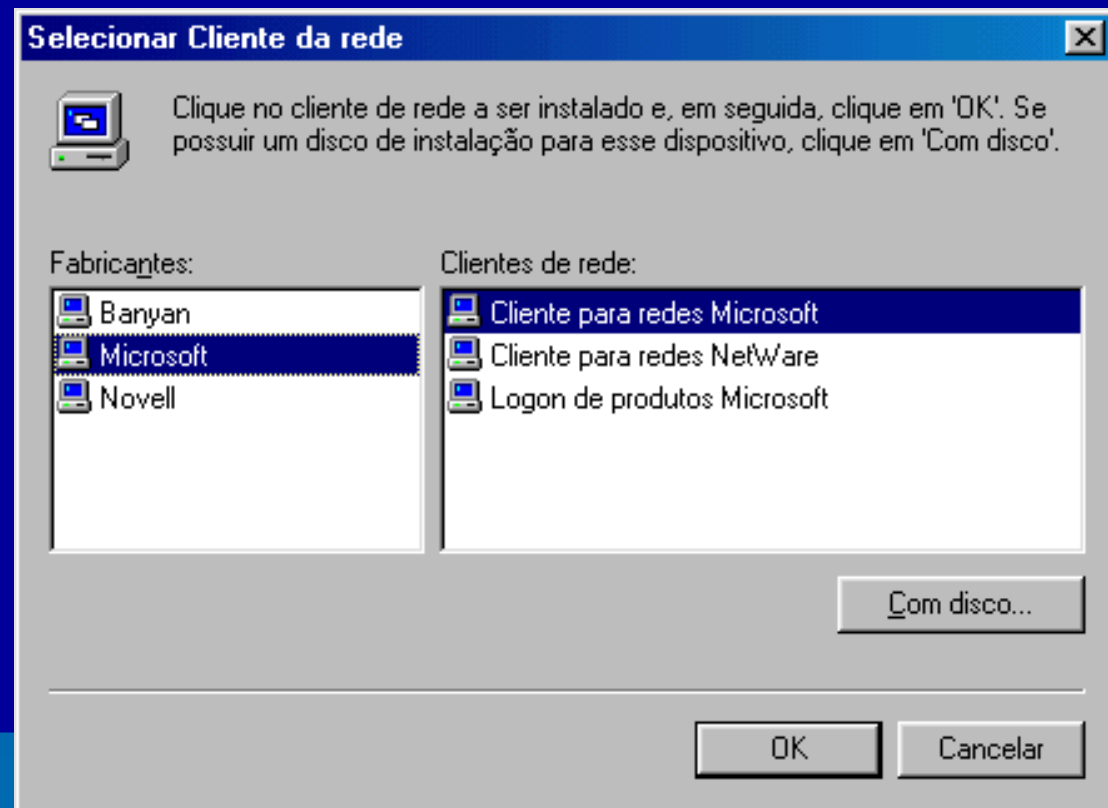 Selecionar Cliente da rede
Clique no cliente de rede a ser instalado e, em seguida, clique em 'OK'. Se
possuir um disco de instalação para esse dispositivo, clique em 'Com disco'.
Fabricantes:
Banyan
Microsoft
Novell
Clientes de rede:
Cliente para redes Microsoft
Cliente para redes NetWare
Logon de produtos Microsoft
Com disco...
OK
Cancelar